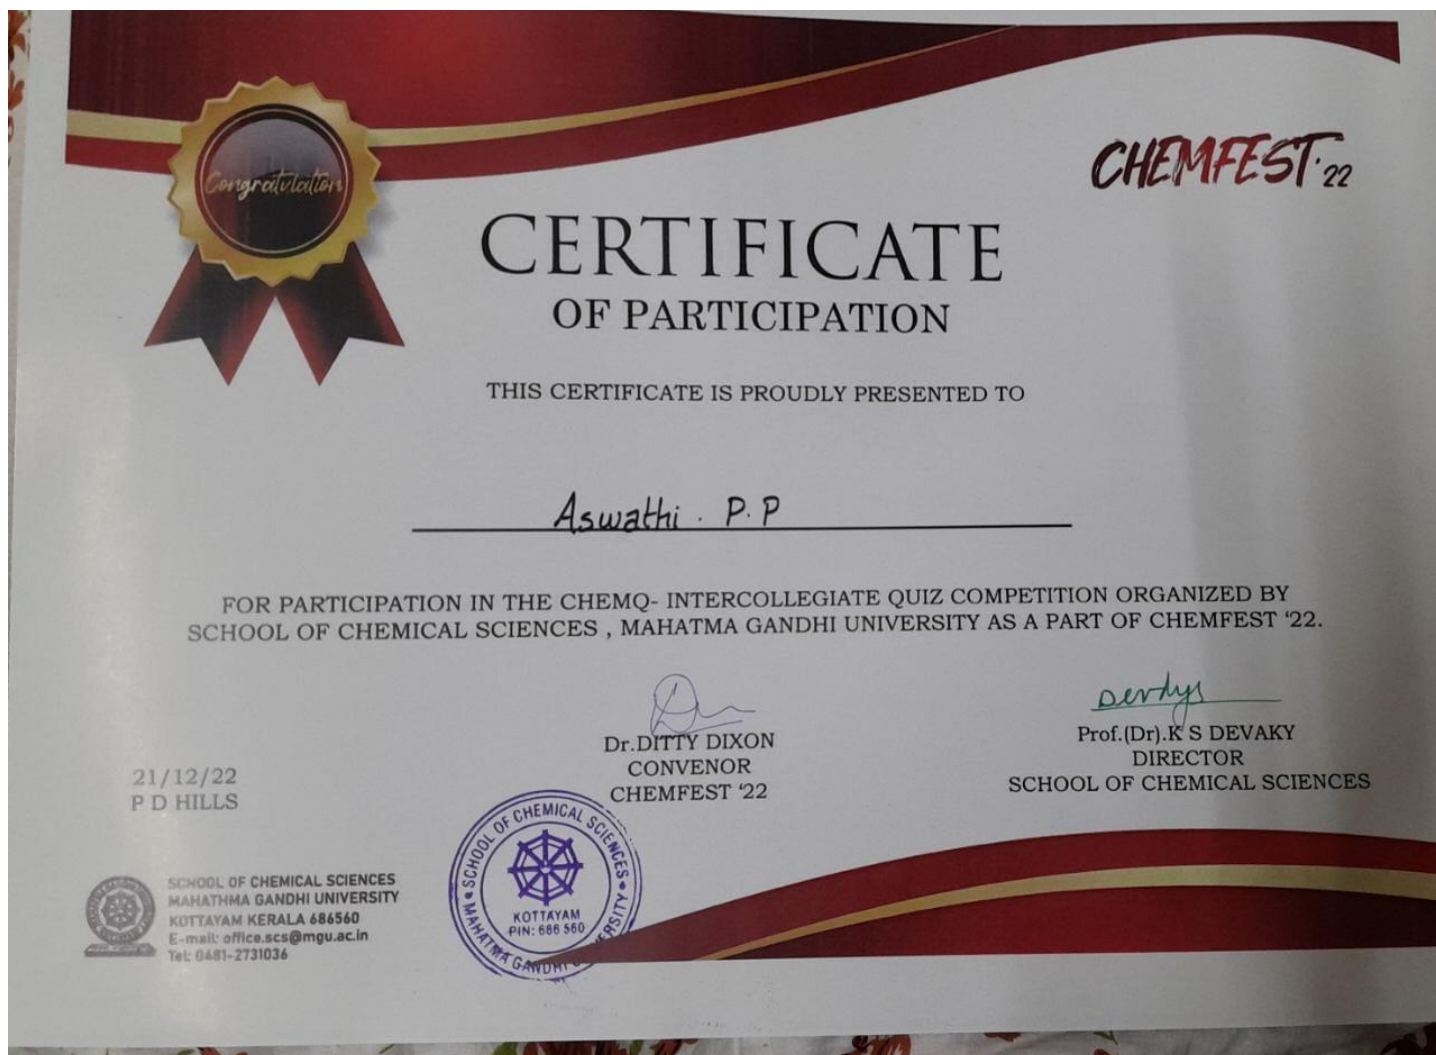 Congratulation
CHEMFEST'22
CERTIFICATE
OF PARTICIPATION
THIS CERTIFICATE IS PROUDLY PRESENTED TO
Aswathi . P. P
FOR PARTICIPATION IN THE CHEMQ- INTERCOLLEGIATE QUIZ COMPETITION ORGANIZED BY
SCHOOL OF CHEMICAL SCIENCES , MAHATMA GANDHI UNIVERSITY AS A PART OF CHEMFEST '22.
Dr.DITTY DIXON
CONVENOR
CHEMFEST '22
Prof.(Dr).K S DEVAKY
DIRECTOR
SCHOOL OF CHEMICAL SCIENCES
21/12/22
P D HILLS
SCHOOL OF CHEMICAL SCIENCES
MAHATHMA GANDHI UNIVERSITY
KOTTAYAM KERALA 686560
E-mail: office.scs@mgu.ac.in
Tel: 0481-2731036
SCHOOL OF CHEMICAL SCIENCES
MAHATMA GANDHI UNIVERSITY
KOTTAYAM
PIN: 686 560